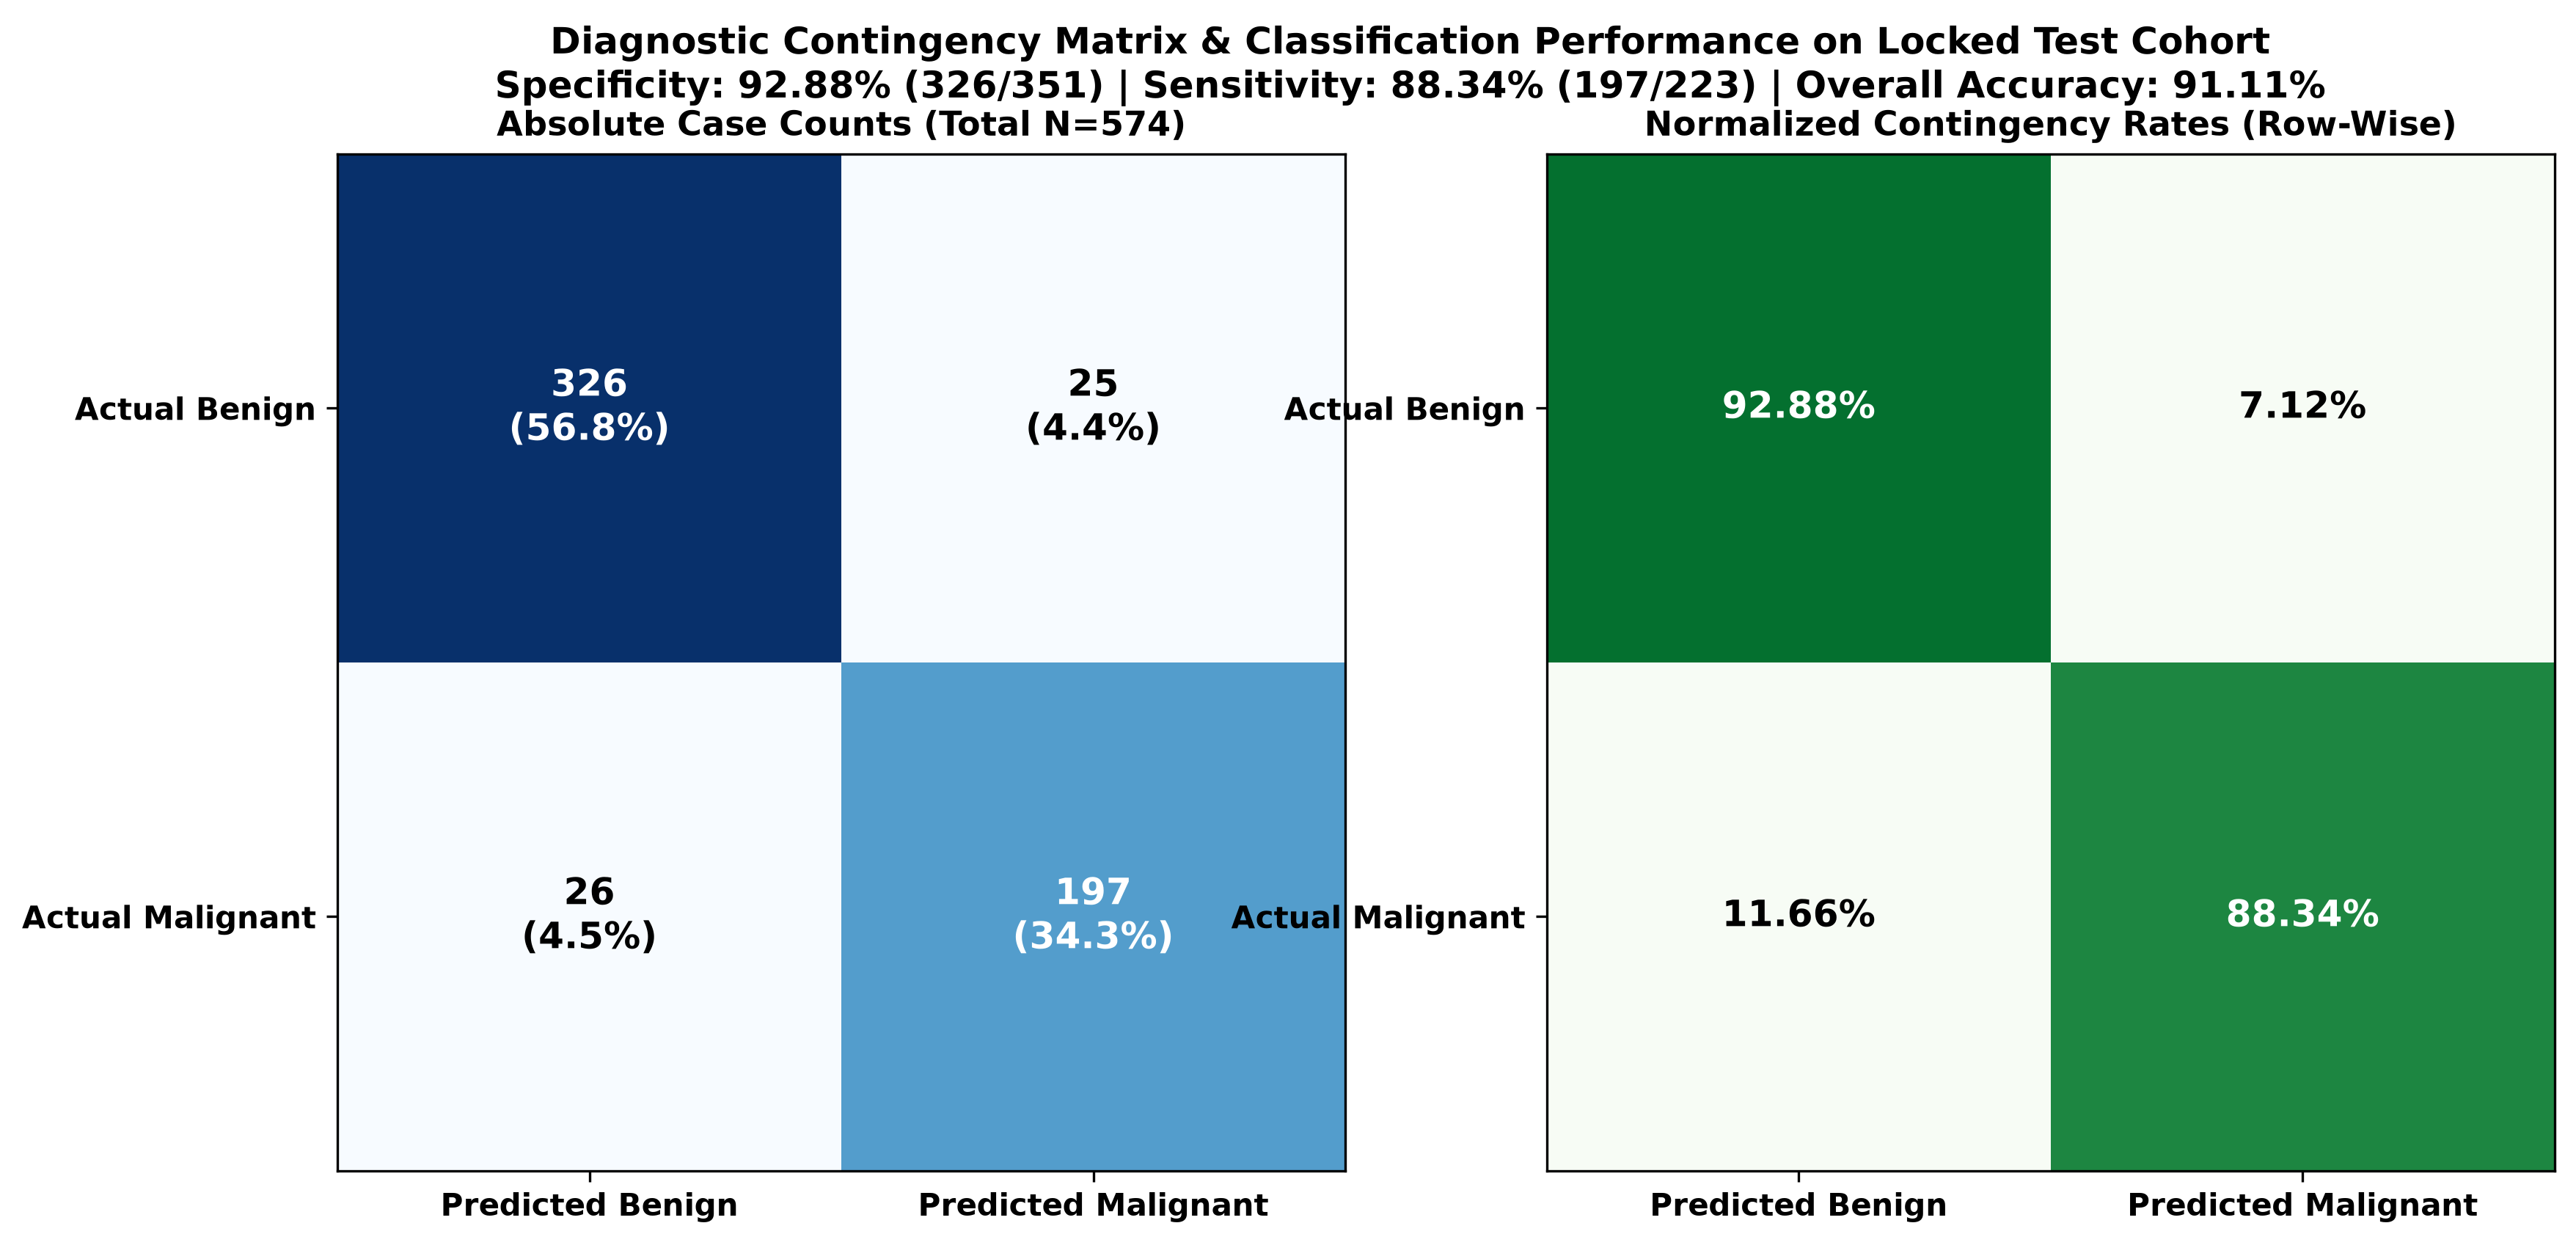 Diagnostic Contingency Matrix & Classification Performance on Locked Test Cohort
Specificity: 92.88% (326/351) | Sensitivity: 88.34% (197/223) | Overall Accuracy: 91.11%
Absolute Case Counts (Total N=574)
Actual Benign
326
(56.8%)
25
(4.4%)
Actual Malignant
26
(4.5%)
197
(34.3%)
Predicted Benign
Predicted Malignant
Normalized Contingency Rates (Row-Wise)
Actual Benign
92.88%
7.12%
Actual Malignant
11.66%
88.34%
Predicted Benign
Predicted Malignant